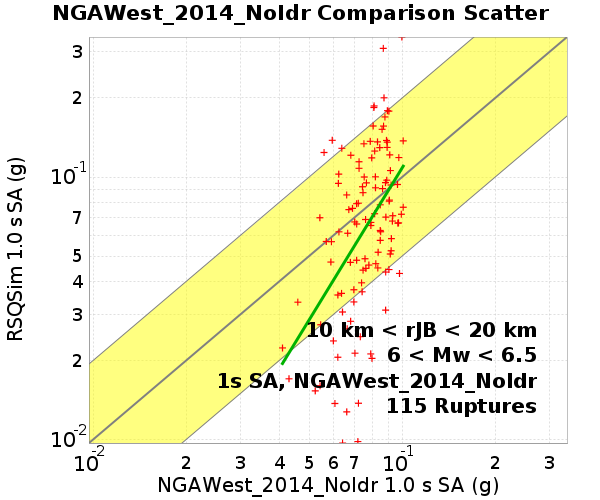 NGAWest_2014_NoIdr Comparison Scatter
RSQSim 1.0 s SA (g)
3
2
10-1
7
5
4
3
2
10-2
10 km < rJB < 20 km
6 < Mw < 6.5
1s SA, NGAWest_2014_NoIdr
115 Ruptures
10-2 2 3 4 5 6 7 10-1 2 3
NGAWest_2014_NoIdr 1.0 s SA (g)